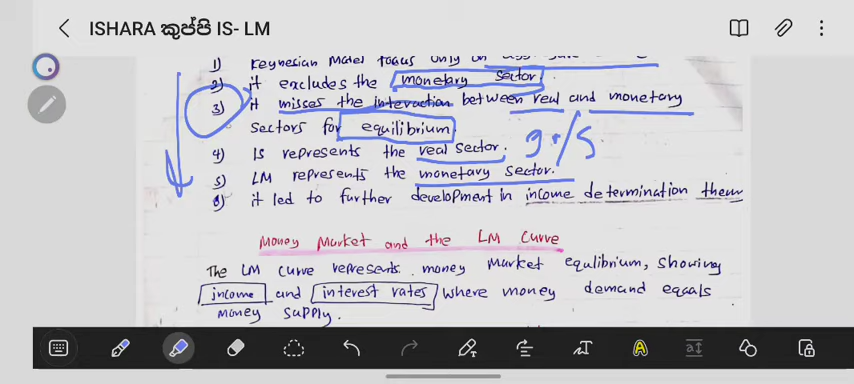 ISHARA කුප්පි IS- LM
1) Keynesian Model focus only on
2) it excludes the monetary sector
3) it misses the interaction between real and monetary
sectors for equilibrium.
4) IS represents the real sector.
5) LM represents the monetary sector.
6) it led to further development in income determination
Money Market and the LM Curve
The LM curve represents money market equlibrium, showing
income and interest rates where money demand equals
money supply.